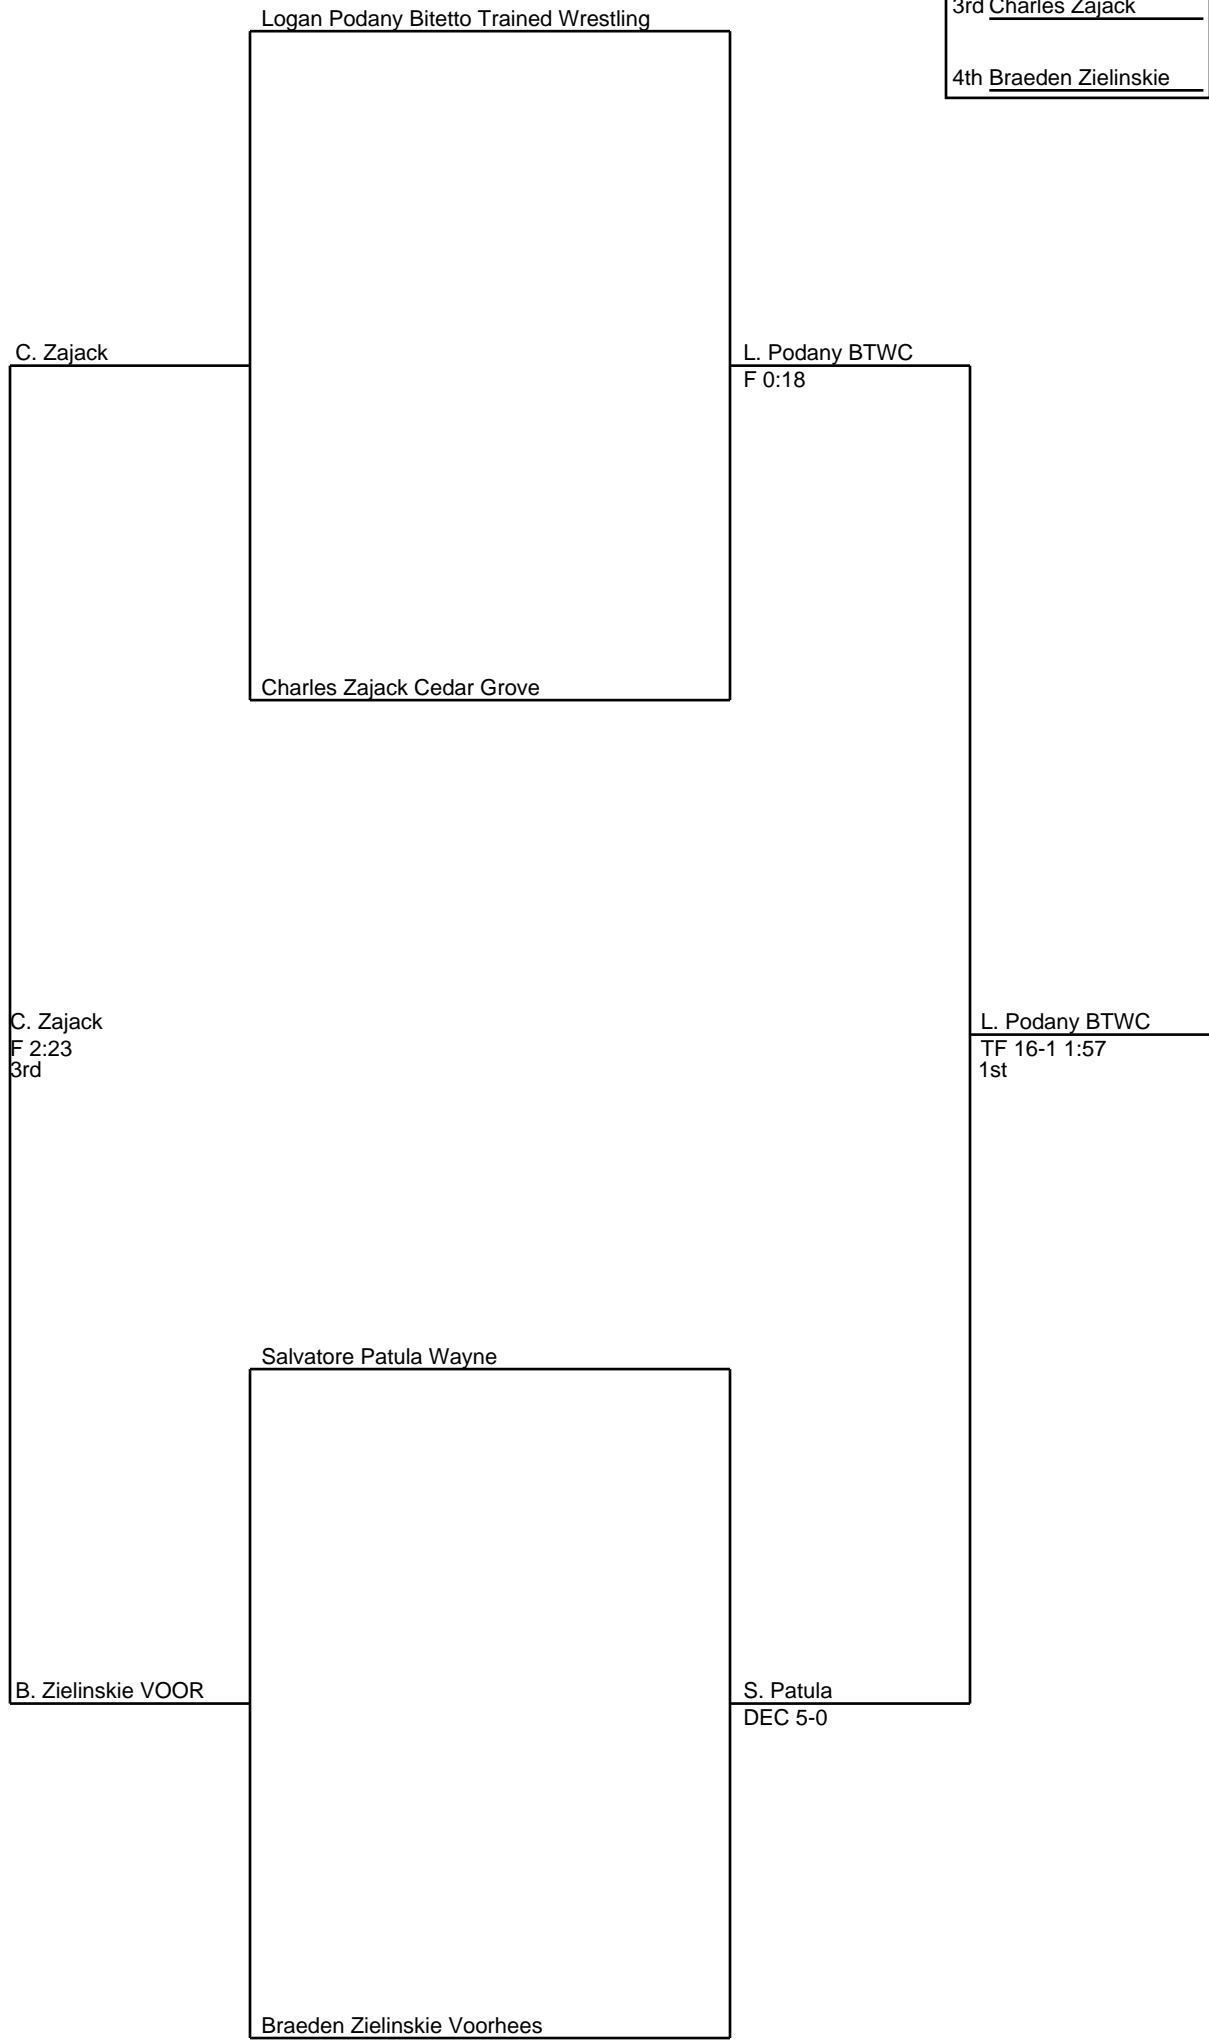 Logan Podany Bitetto Trained Wrestling
3rd Charles Zajack
4th Braeden Zielinskie
C. Zajack
L. Podany BTWC
F 0:18
Charles Zajack Cedar Grove
C. Zajack
F 2:23
3rd
L. Podany BTWC
TF 16-1 1:57
1st
Salvatore Patula Wayne
B. Zielinskie VOOR
S. Patula
DEC 5-0
Braeden Zielinskie Voorhees